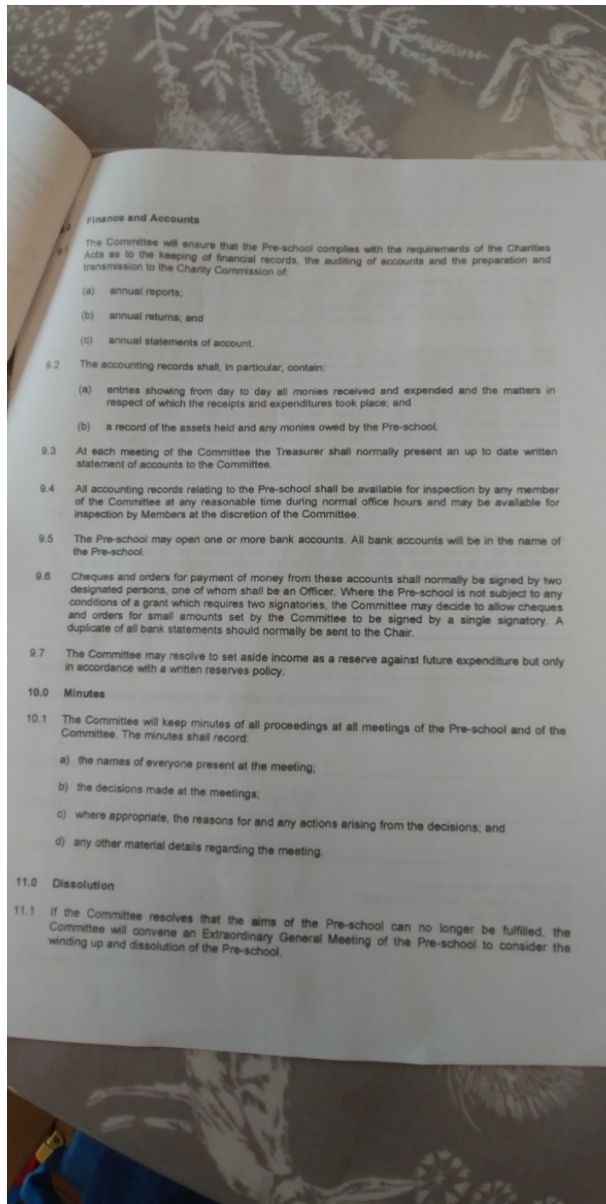 Finance and Accounts
9.1 The Committee will ensure that the Pre-school complies with the requirements of the Charities
Acts as to the keeping of financial records, the auditing of accounts and the preparation and
transmission to the Charity Commission of:
(a) annual reports;
(b) annual returns; and
(c) annual statements of account.
9.2 The accounting records shall, in particular, contain:
(a) entries showing from day to day all monies received and expended and the matters in
respect of which the receipts and expenditures took place; and
(b) a record of the assets held and any monies owed by the Pre-school.
9.3 At each meeting of the Committee the Treasurer shall normally present an up to date written
statement of accounts to the Committee.
9.4 All accounting records relating to the Pre-school shall be available for inspection by any member
of the Committee at any reasonable time during normal office hours and may be available for
inspection by Members at the discretion of the Committee.
9.5 The Pre-school may open one or more bank accounts. All bank accounts will be in the name of
the Pre-school.
9.6 Cheques and orders for payment of money from these accounts shall normally be signed by two
designated persons, one of whom shall be an Officer. Where the Pre-school is not subject to any
conditions of a grant which requires two signatories, the Committee may decide to allow cheques
and orders for small amounts set by the Committee to be signed by a single signatory. A
duplicate of all bank statements should normally be sent to the Chair.
9.7 The Committee may resolve to set aside income as a reserve against future expenditure but only
in accordance with a written reserves policy.
10.0 Minutes
10.1 The Committee will keep minutes of all proceedings at all meetings of the Pre-school and of the
Committee. The minutes shall record:
a) the names of everyone present at the meeting;
b) the decisions made at the meetings;
c) where appropriate, the reasons for and any actions arising from the decisions; and
d) any other material details regarding the meeting.
11.0 Dissolution
11.1 If the Committee resolves that the aims of the Pre-school can no longer be fulfilled, the
Committee will convene an Extraordinary General Meeting of the Pre-school to consider the
winding up and dissolution of the Pre-school.